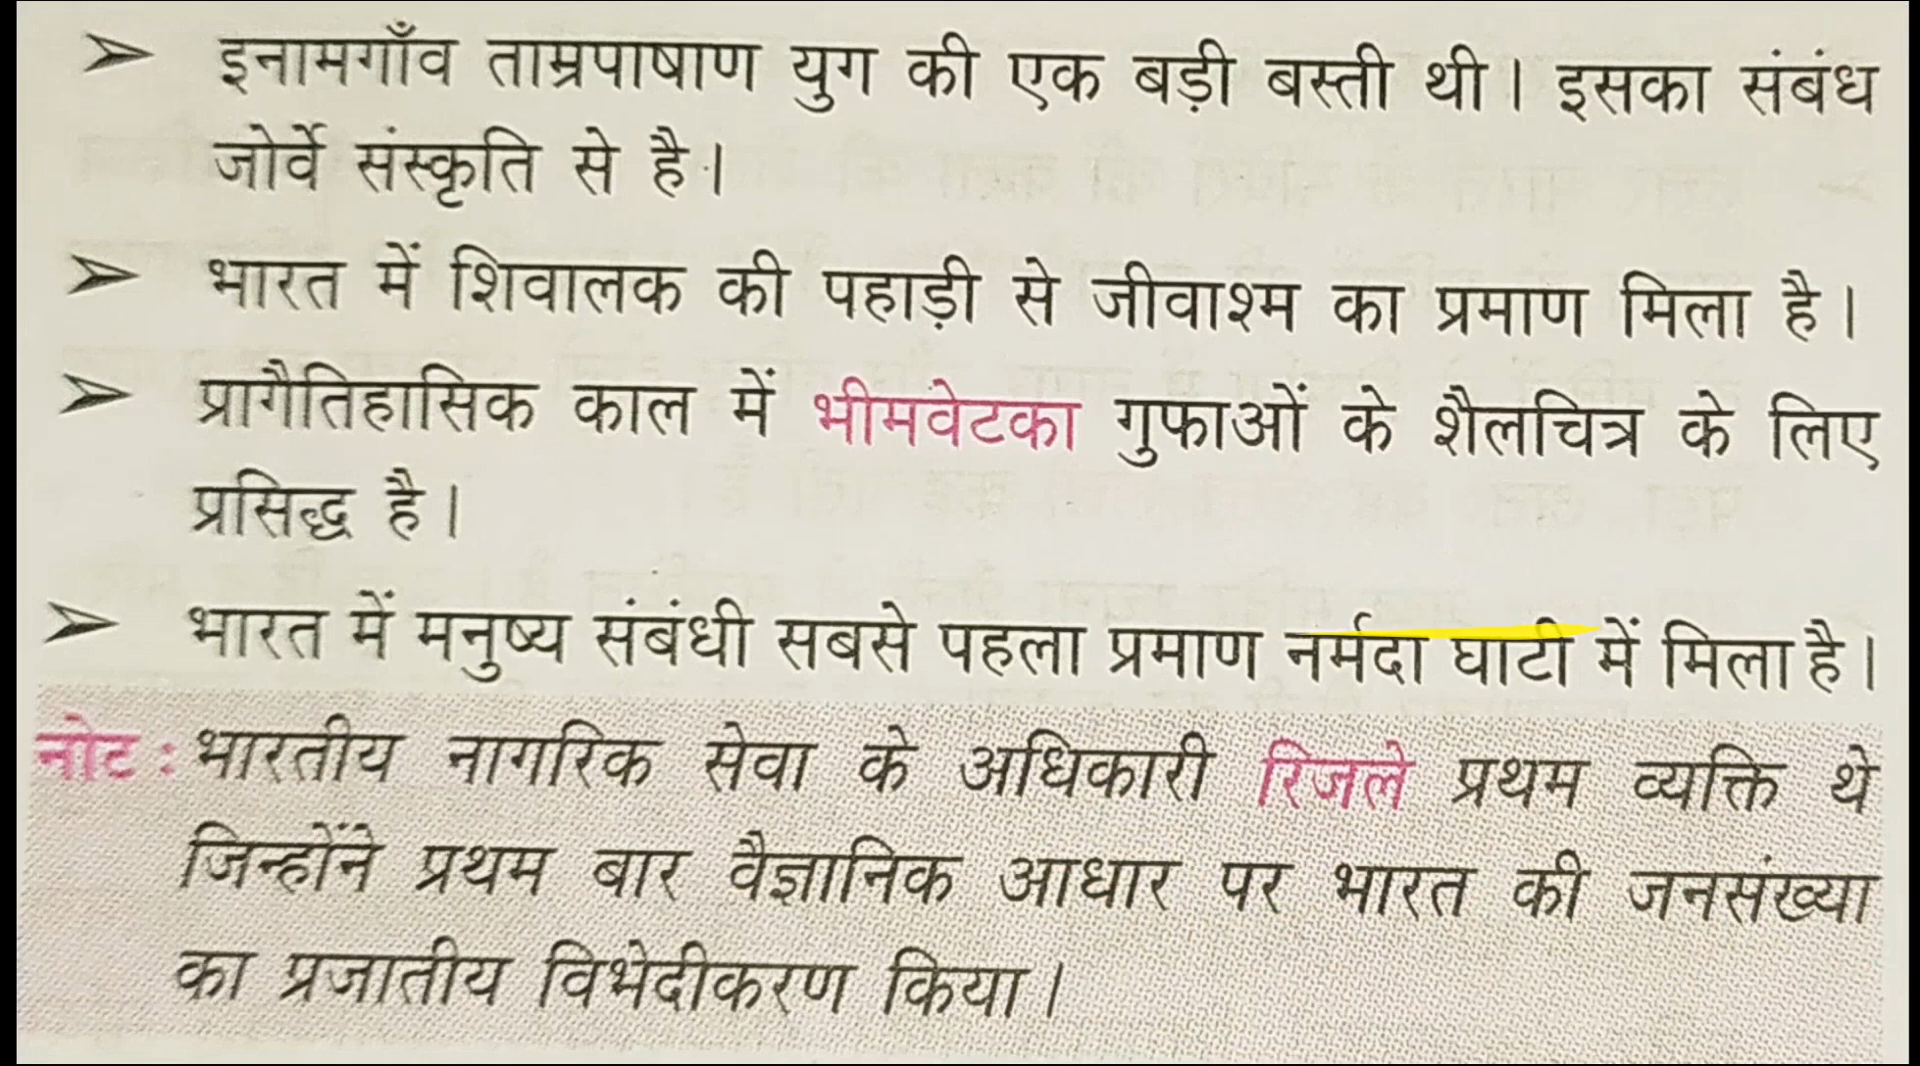 ➢ इनामगाँव ताम्रपाषाण युग की एक बड़ी बस्ती थी। इसका संबंध
जोर्वे संस्कृति से है।
➢ भारत में शिवालक की पहाड़ी से जीवाश्म का प्रमाण मिला है।
➢ प्रागैतिहासिक काल में भीमवेटका गुफाओं के शैलचित्र के लिए
प्रसिद्ध है।
➢ भारत में मनुष्य संबंधी सबसे पहला प्रमाण नर्मदा घाटी में मिला है।
नोट : भारतीय नागरिक सेवा के अधिकारी रिजले प्रथम व्यक्ति थे
जिन्होंने प्रथम बार वैज्ञानिक आधार पर भारत की जनसंख्या
का प्रजातीय विभेदीकरण किया।